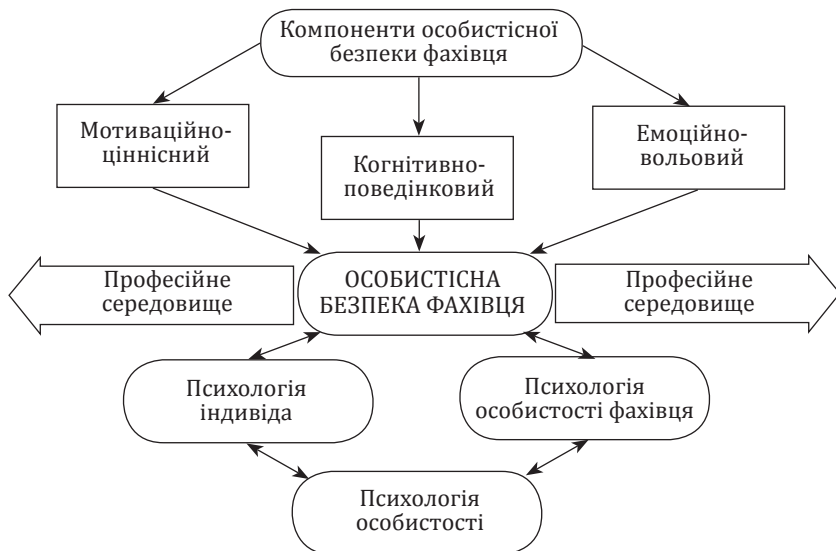 Компоненти особистісної
безпеки фахівця
Мотиваційно-
ціннісний
Когнітивно-
поведінковий
Емоційно-
вольовий
Професійне
середовище
ОСОБИСТІСНА
БЕЗПЕКА ФАХІВЦЯ
Професійне
середовище
Психологія
індивіда
Психологія
особистості фахівця
Психологія
особистості